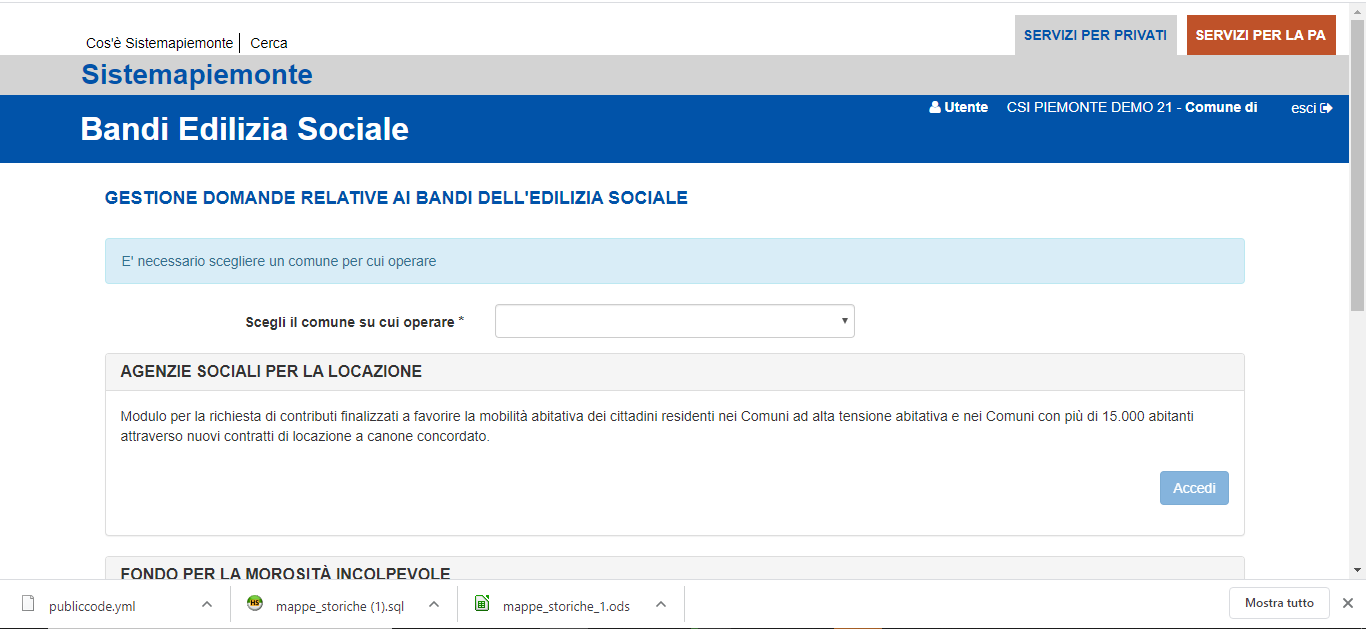 Cos'è Sistemapiemonte Cerca
SERVIZI PER PRIVATI SERVIZI PER LA PA
Sistemapiemonte
Utente CSI PIEMONTE DEMO 21 - Comune di esci
Bandi Edilizia Sociale
GESTIONE DOMANDE RELATIVE AI BANDI DELL'EDILIZIA SOCIALE
E' necessario scegliere un comune per cui operare
Scegli il comune su cui operare *
AGENZIE SOCIALI PER LA LOCAZIONE
Modulo per la richiesta di contributi finalizzati a favorire la mobilità abitativa dei cittadini residenti nei Comuni ad alta tensione abitativa e nei Comuni con più di 15.000 abitanti
attraverso nuovi contratti di locazione a canone concordato.
Accedi
FONDO PER LA MOROSITÀ INCOLPEVOLE
publiccode.yml mappe_storiche (1).sql mappe_storiche_1.ods Mostra tutto